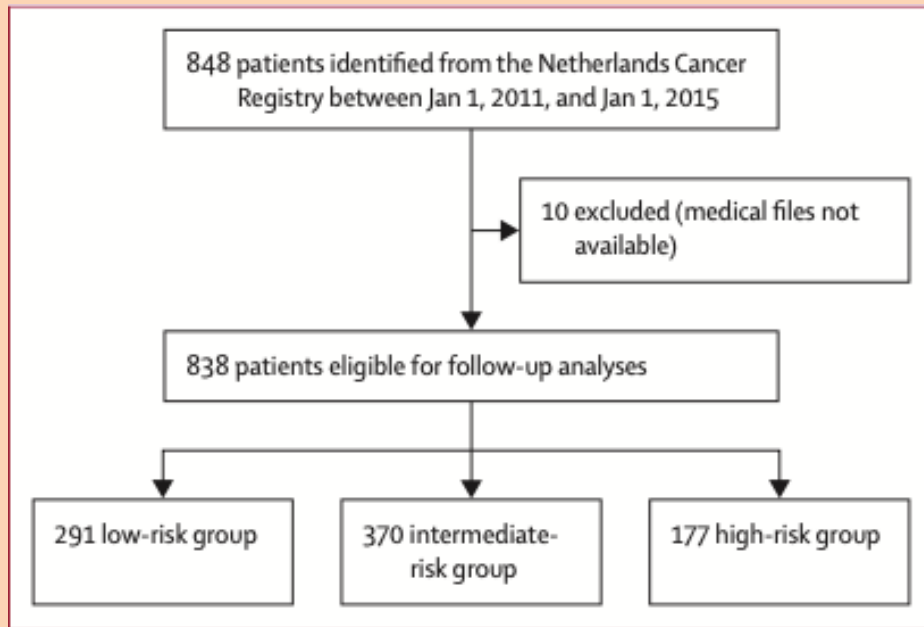 848 patients identified from the Netherlands Cancer
Registry between Jan 1, 2011, and Jan 1, 2015
10 excluded (medical files not
available)
838 patients eligible for follow-up analyses
291 low-risk group
370 intermediate-
risk group
177 high-risk group